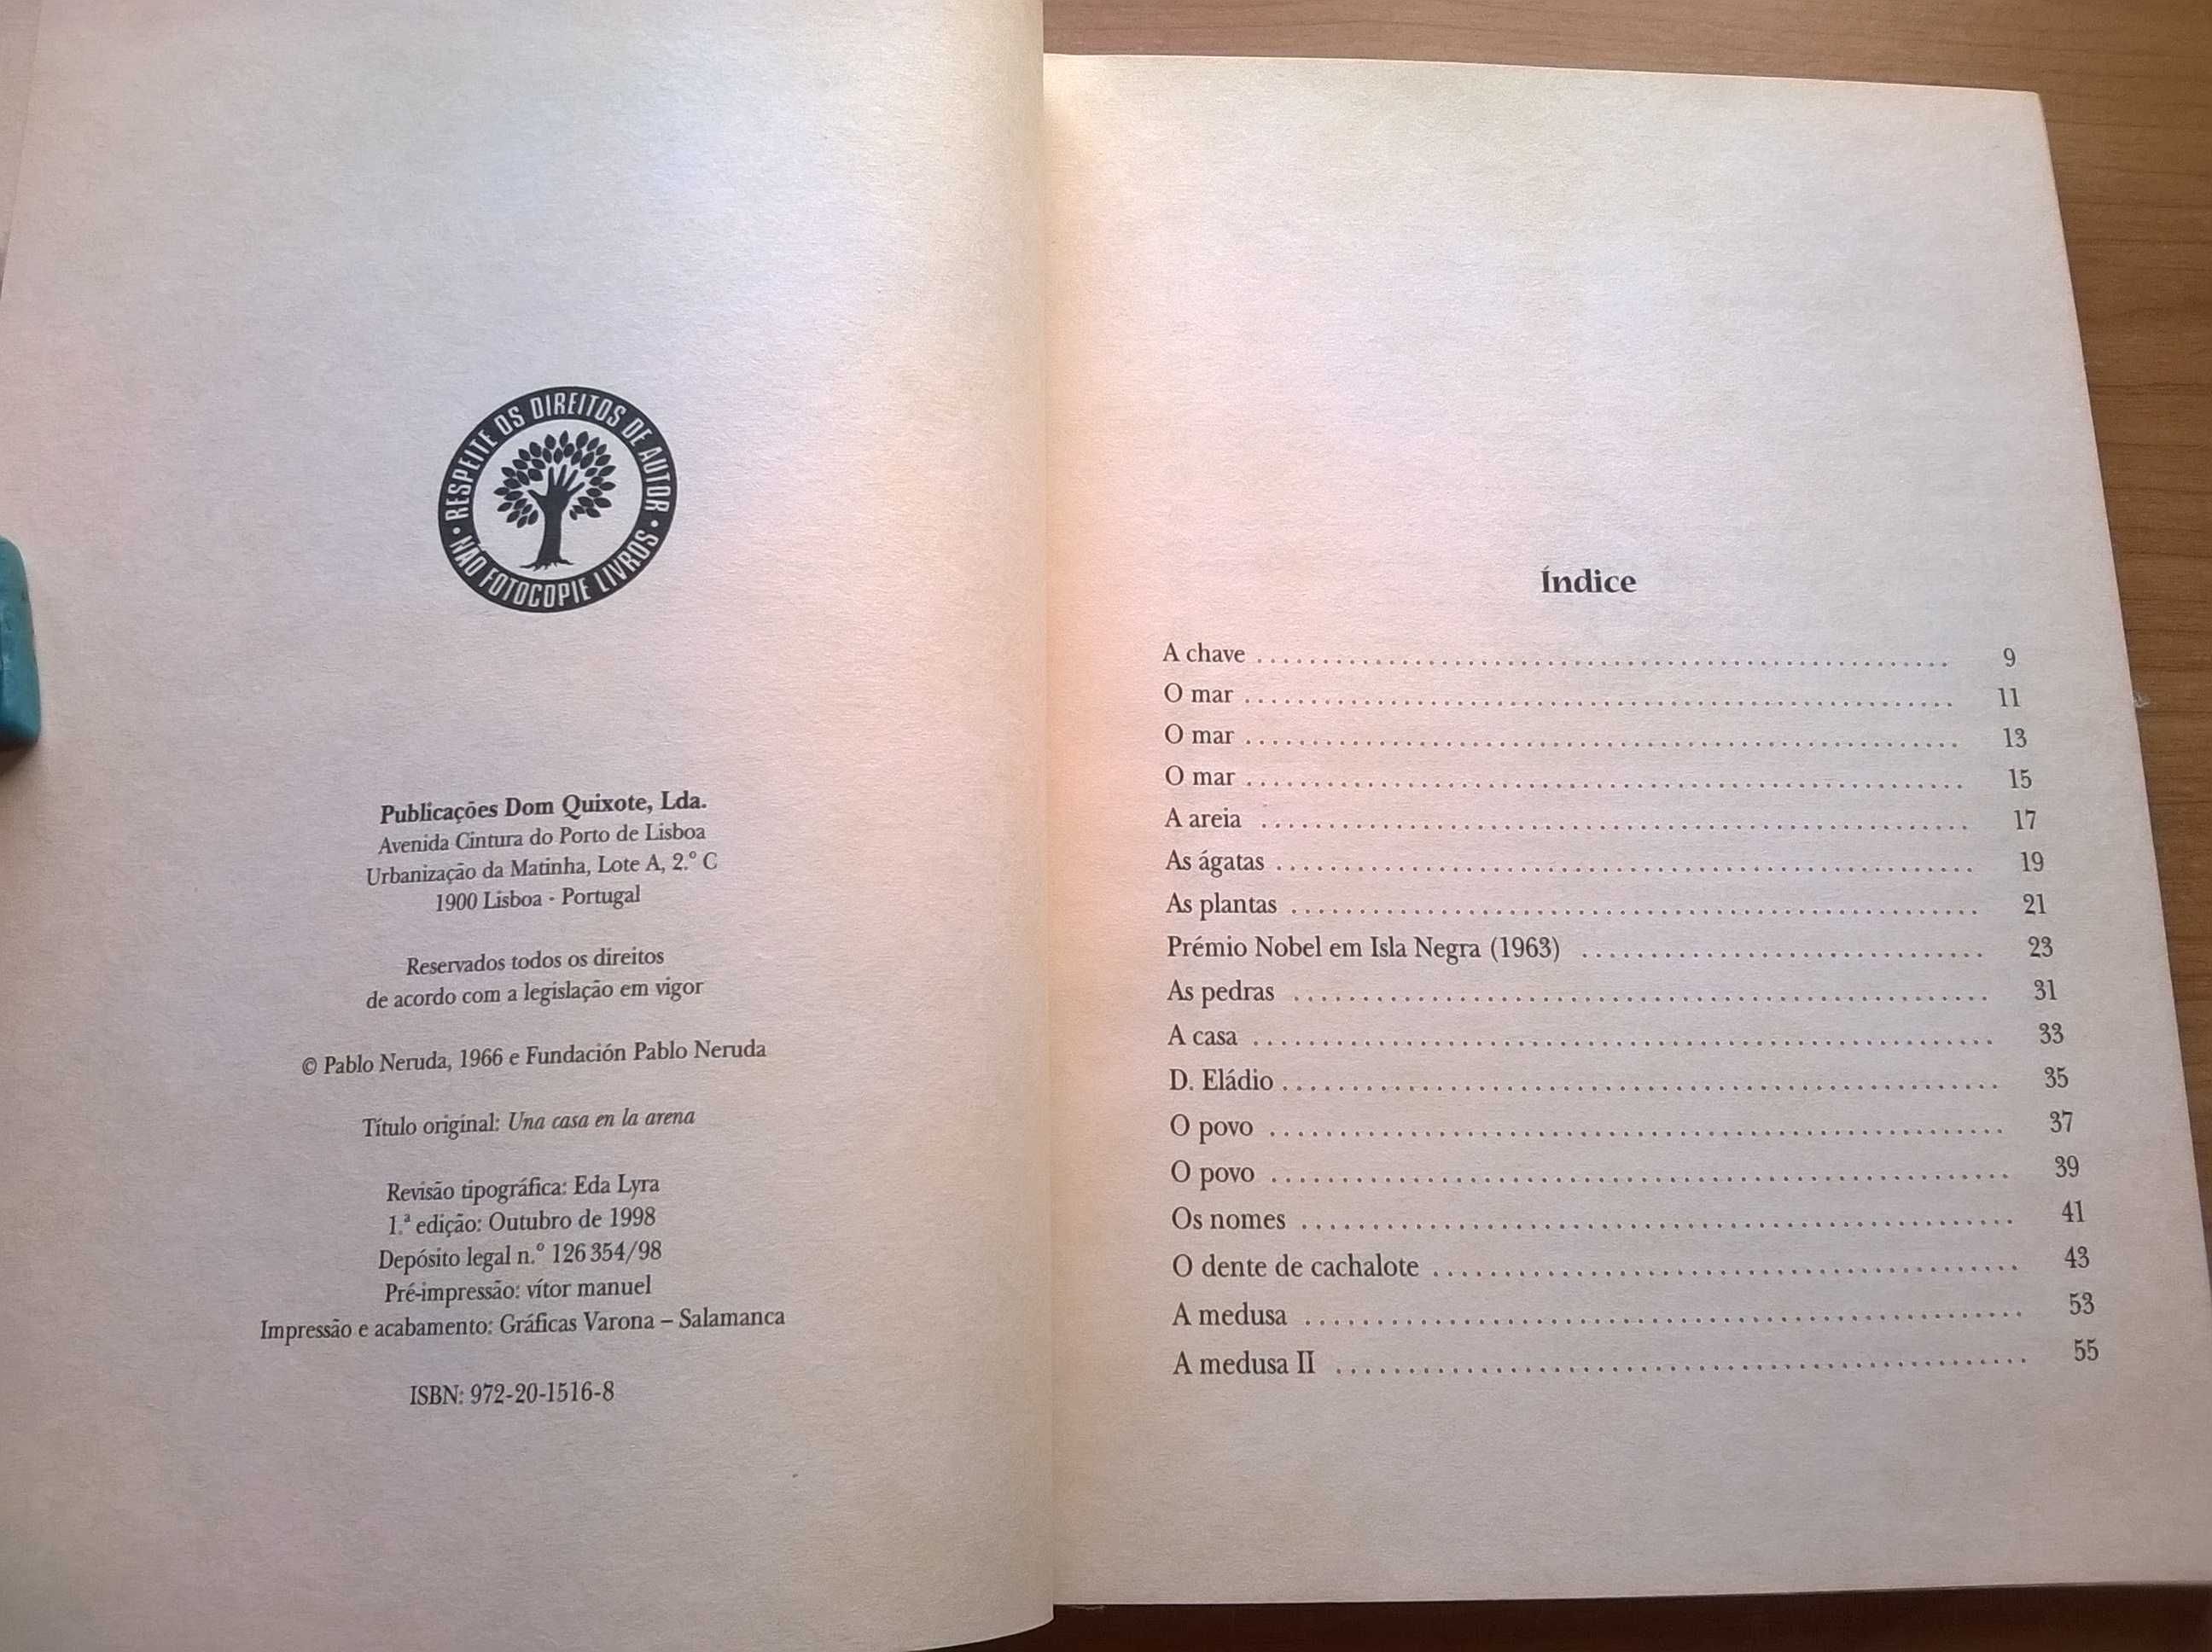 RESPEITE OS DIREITOS DE AUTOR
NÃO FOTOCOPIE LIVROS
Publicações Dom Quixote, Lda.
Avenida Cintura do Porto de Lisboa
Urbanização da Matinha, Lote A, 2.º C
1900 Lisboa - Portugal
Reservados todos os direitos
de acordo com a legislação em vigor
© Pablo Neruda, 1966 e Fundación Pablo Neruda
Título original: Una casa en la arena
Revisão tipográfica: Eda Lyra
1.ª edição: Outubro de 1998
Depósito legal n.º 126 354/98
Pré-impressão: vítor manuel
Impressão e acabamento: Gráficas Varona – Salamanca
ISBN: 972-20-1516-8
Índice
A chave 9
O mar 11
O mar 13
O mar 15
A areia 17
As ágatas 19
As plantas 21
Prémio Nobel em Isla Negra (1963) 23
As pedras 31
A casa 33
D. Eládio 35
O povo 37
O povo 39
Os nomes 41
O dente de cachalote 43
A medusa 53
A medusa II 55